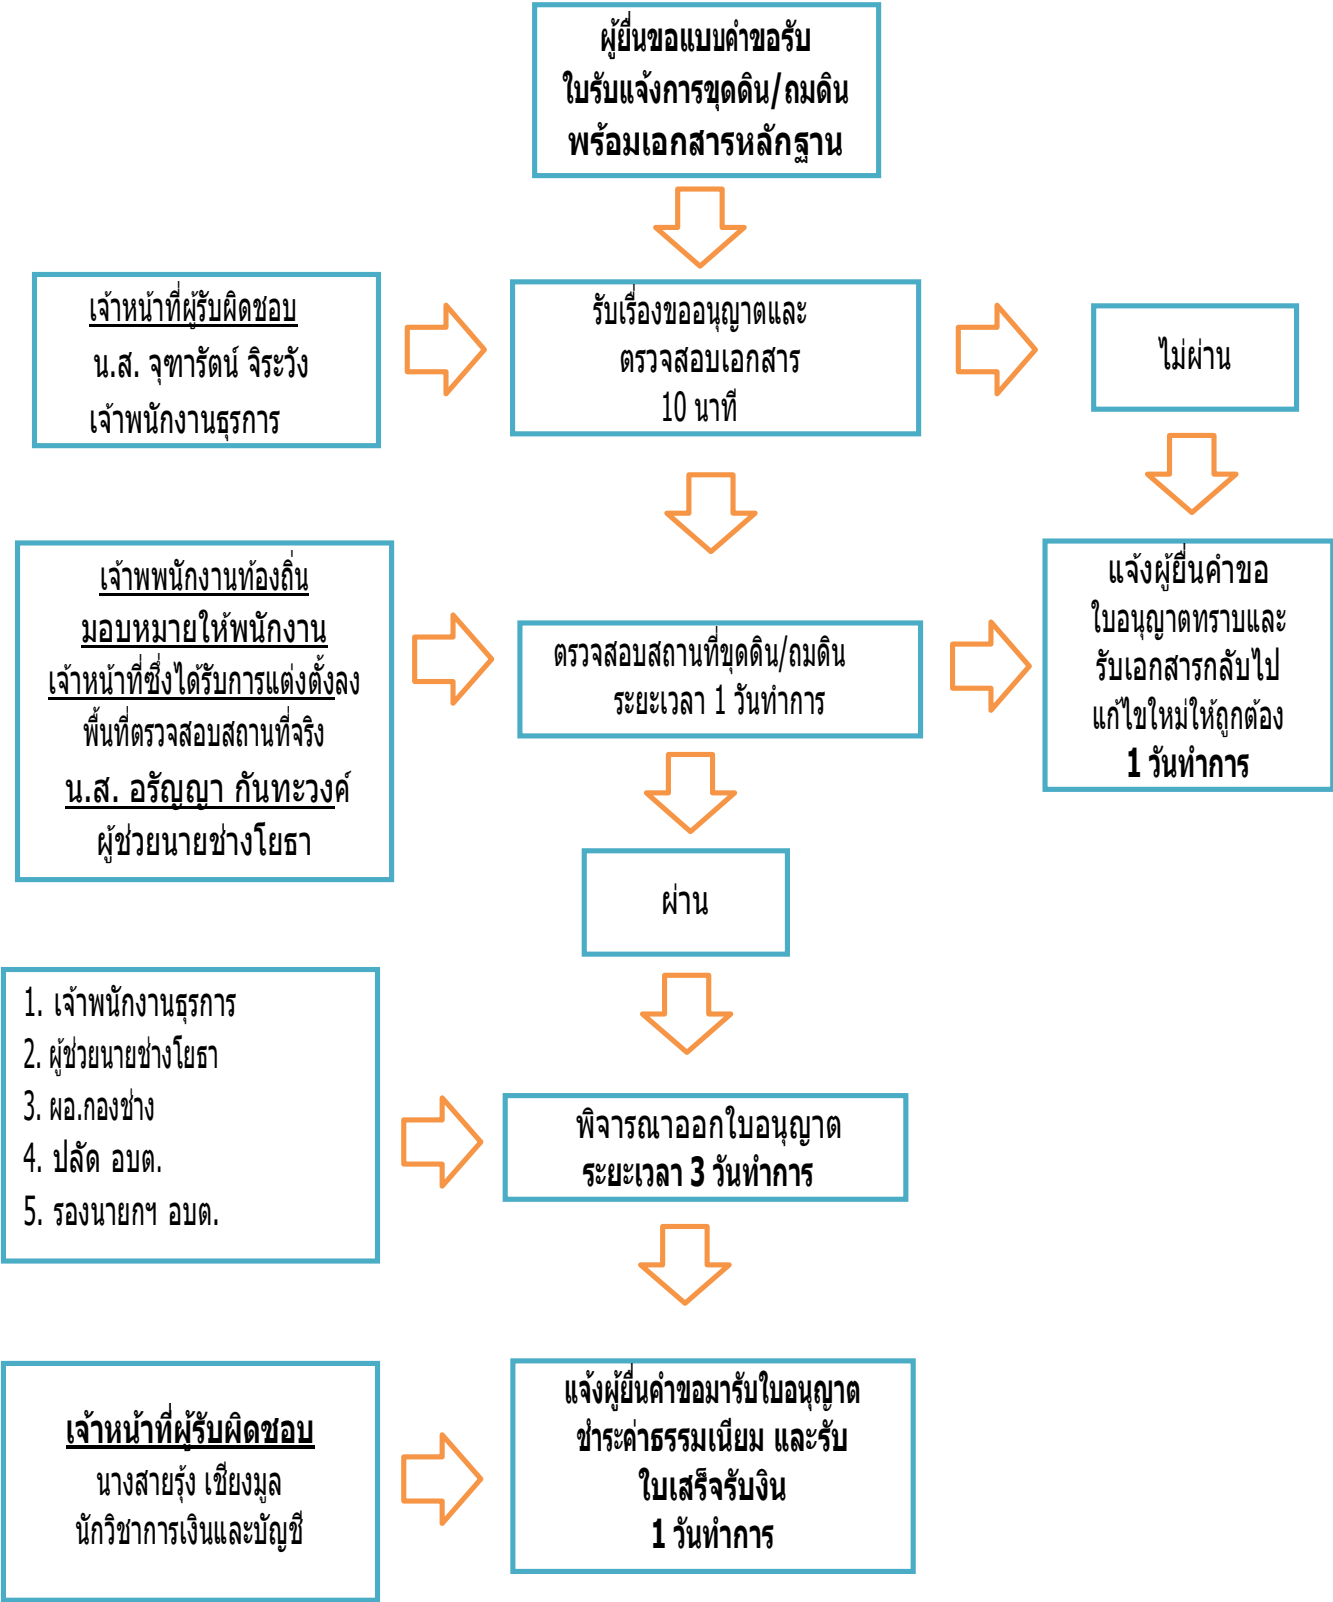 ผู้ยื่นขอแบบคำขอรับ
ใบรับแจ้งการขุดดิน/ถมดิน
พร้อมเอกสารหลักฐาน
เจ้าหน้าที่ผู้รับผิดชอบ
น.ส. จุฑารัตน์ จิระวัง
เจ้าพนักงานธุรการ
รับเรื่องขออนุญาตและ
ตรวจสอบเอกสาร
10 นาที
ไม่ผ่าน
เจ้าพพนักงานท้องถิ่น
มอบหมายให้พนักงาน
เจ้าหน้าที่ซึ่งได้รับการแต่งตั้งลง
พื้นที่ตรวจสอบสถานที่จริง
น.ส. อรัญญา กันทะวงค์
ผู้ช่วยนายช่างโยธา
ตรวจสอบสถานที่ขุดดิน/ถมดิน
ระยะเวลา 1 วันทำการ
แจ้งผู้ยื่นคำขอ
ใบอนุญาตทราบและ
รับเอกสารกลับไป
แก้ไขใหม่ให้ถูกต้อง
1 วันทำการ
ผ่าน
1. เจ้าพนักงานธุรการ
2. ผู้ช่วยนายช่างโยธา
3. ผอ.กองช่าง
4. ปลัด อบต.
5. รองนายกฯ อบต.
พิจารณาออกใบอนุญาต
ระยะเวลา 3 วันทำการ
เจ้าหน้าที่ผู้รับผิดชอบ
นางสายรุ้ง เชียงมูล
นักวิชาการเงินและบัญชี
แจ้งผู้ยื่นคำขอมารับใบอนุญาต
ชำระค่าธรรมเนียม และรับ
ใบเสร็จรับงิน
1 วันทำการ